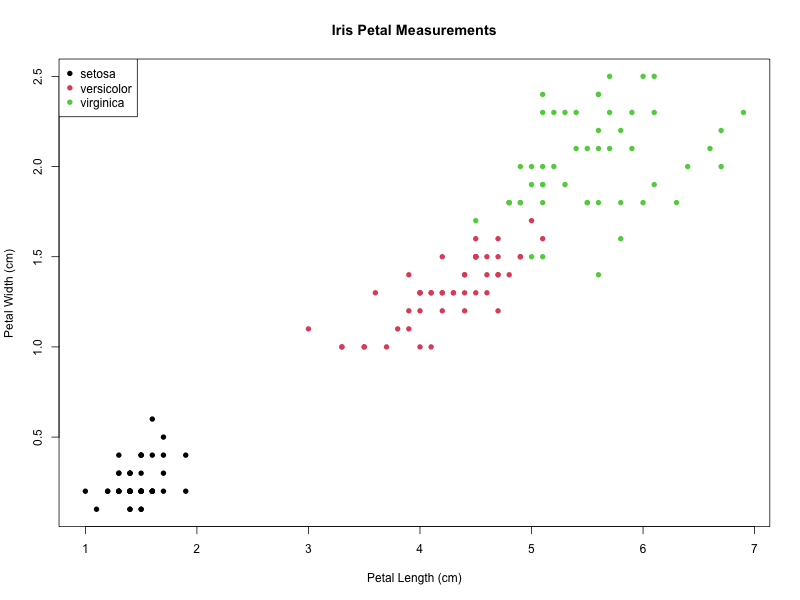 Iris Petal Measurements
setosa
versicolor
virginica
Petal Width (cm)
2.5
2.0
1.5
1.0
0.5
1 2 3 4 5 6 7
Petal Length (cm)